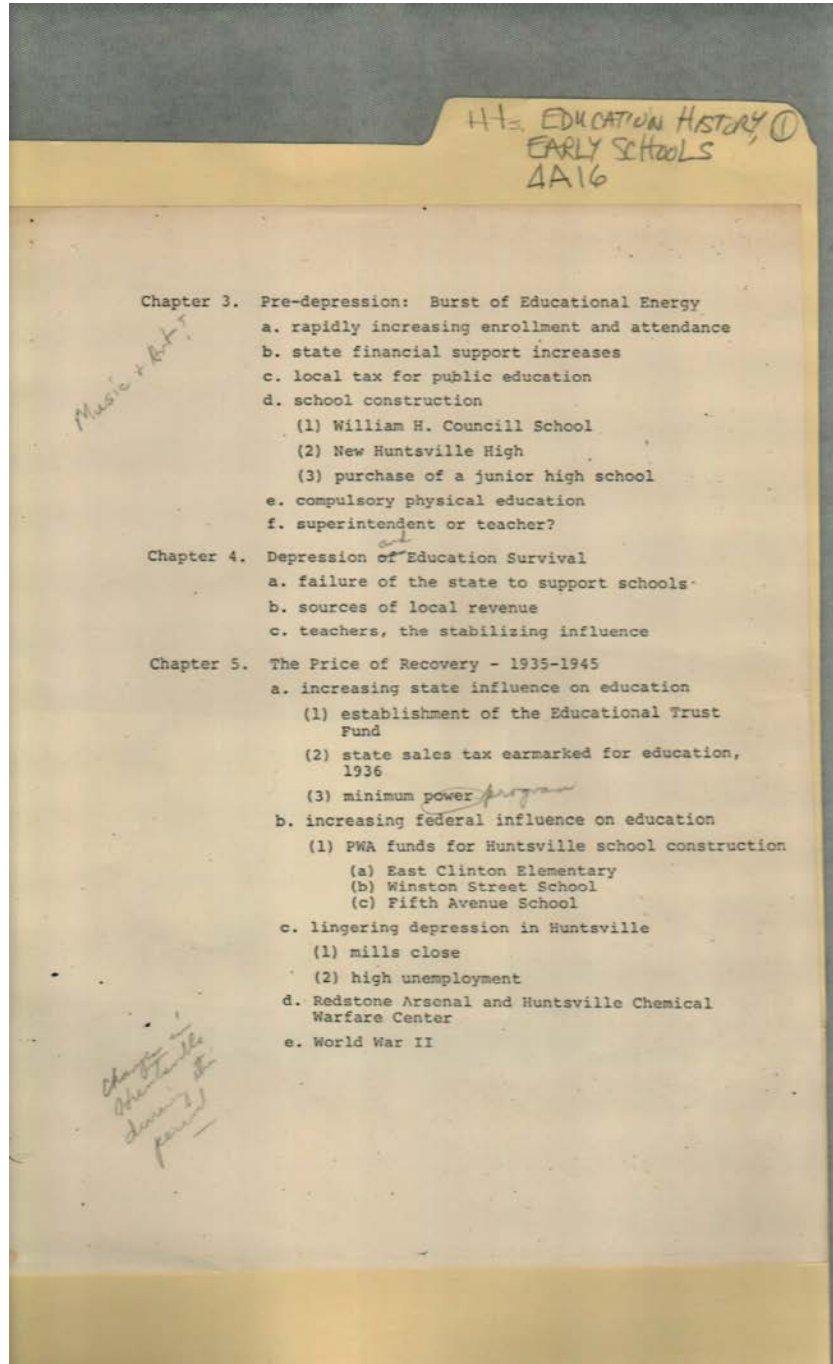 Ht= EDUCATION HISTORY, ①
EARLY SCHOOLS
4A16
Chapter 3. Pre-depression: Burst of Educational Energy
a. rapidly increasing enrollment and attendance
Music + Art?
b. state financial support increases
c. local tax for public education
d. school construction
(1) William H. Councill School
(2) New Huntsville High
(3) purchase of a junior high school
e. compulsory physical education
f. superintendent or teacher?
and
Chapter 4. Depression of Education Survival
a. failure of the state to support schools
b. sources of local revenue
c. teachers, the stabilizing influence
Chapter 5. The Price of Recovery - 1935-1945
a. increasing state influence on education
(1) establishment of the Educational Trust
Fund
(2) state sales tax earmarked for education,
1936
(3) minimum power program
b. increasing federal influence on education
(1) PWA funds for Huntsville school construction
(a) East Clinton Elementary
(b) Winston Street School
(c) Fifth Avenue School
c. lingering depression in Huntsville
(1) mills close
(2) high unemployment
d. Redstone Arsenal and Huntsville Chemical
Warfare Center
e. World War II
change in
Huntsville
during this
period